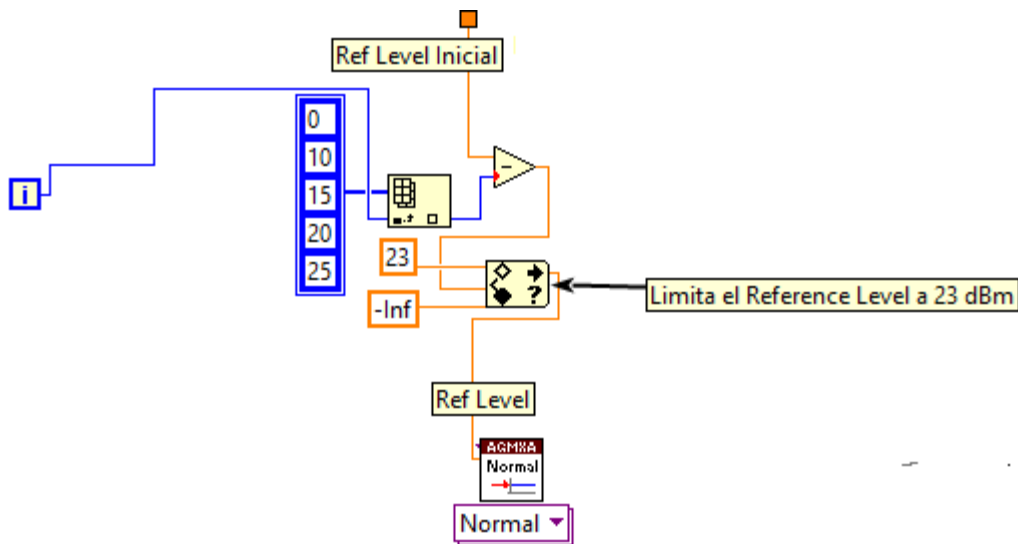 Ref Level Inicial
0
10
i
15
20
23
25
Limita el Reference Level a 23 dBm
?
-Inf
Ref Level
AGMXA
Normal
Normal